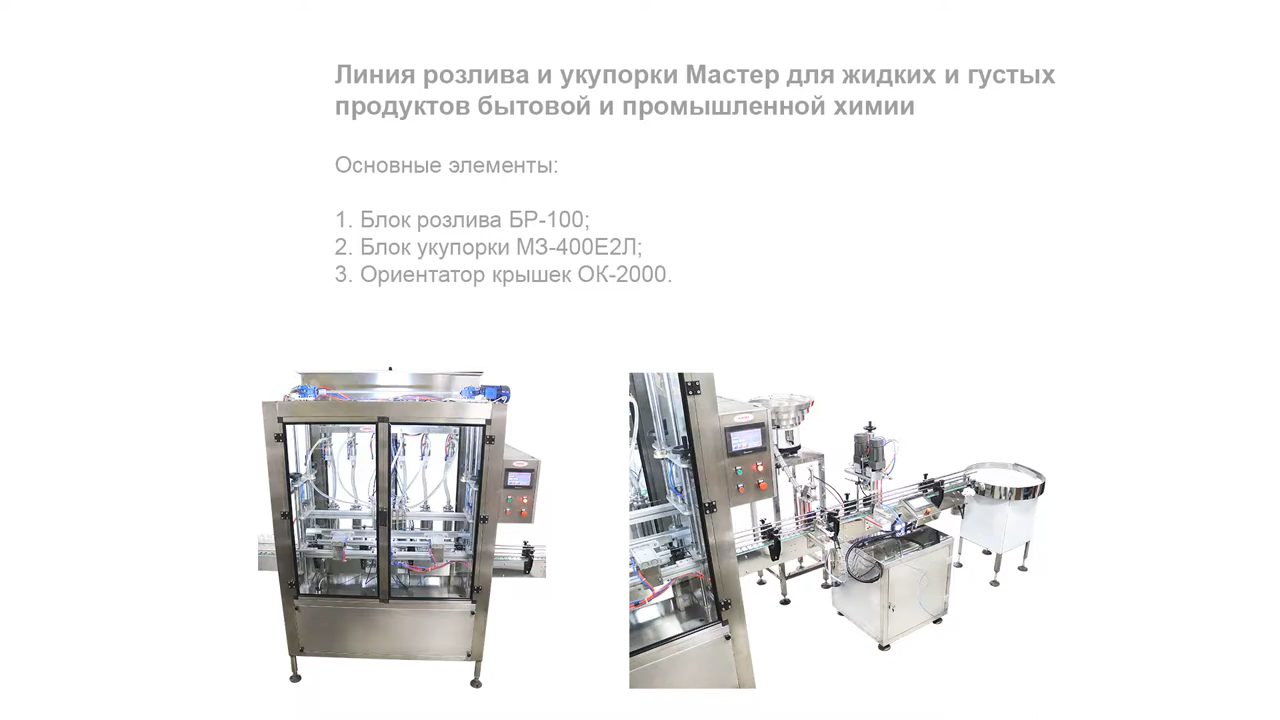 Линия розлива и укупорки Мастер для жидких и густых
продуктов бытовой и промышленной химии
Основные элементы:
1. Блок розлива БР-100;
2. Блок укупорки МЗ-400Е2Л;
3. Ориентатор крышек ОК-2000.